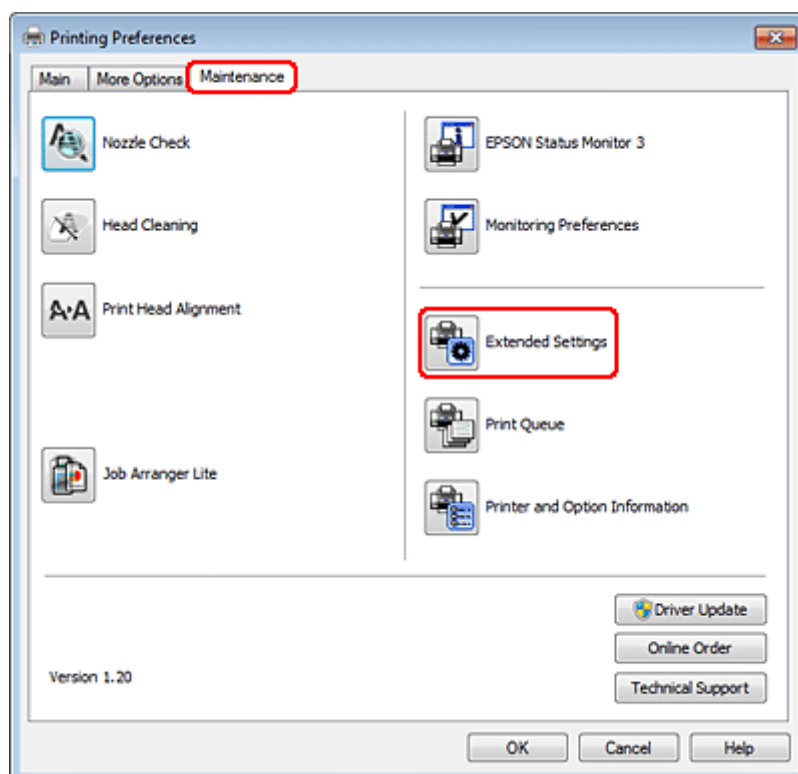 Printing Preferences
Main
More Options
Maintenance
Nozzle Check
Head Cleaning
A-A
Print Head Alignment
Job Arranger Lite
EPSON Status Monitor 3
Monitoring Preferences
Extended Settings
Print Queue
Printer and Option Information
Driver Update
Online Order
Technical Support
Version 1.20
OK
Cancel
Help